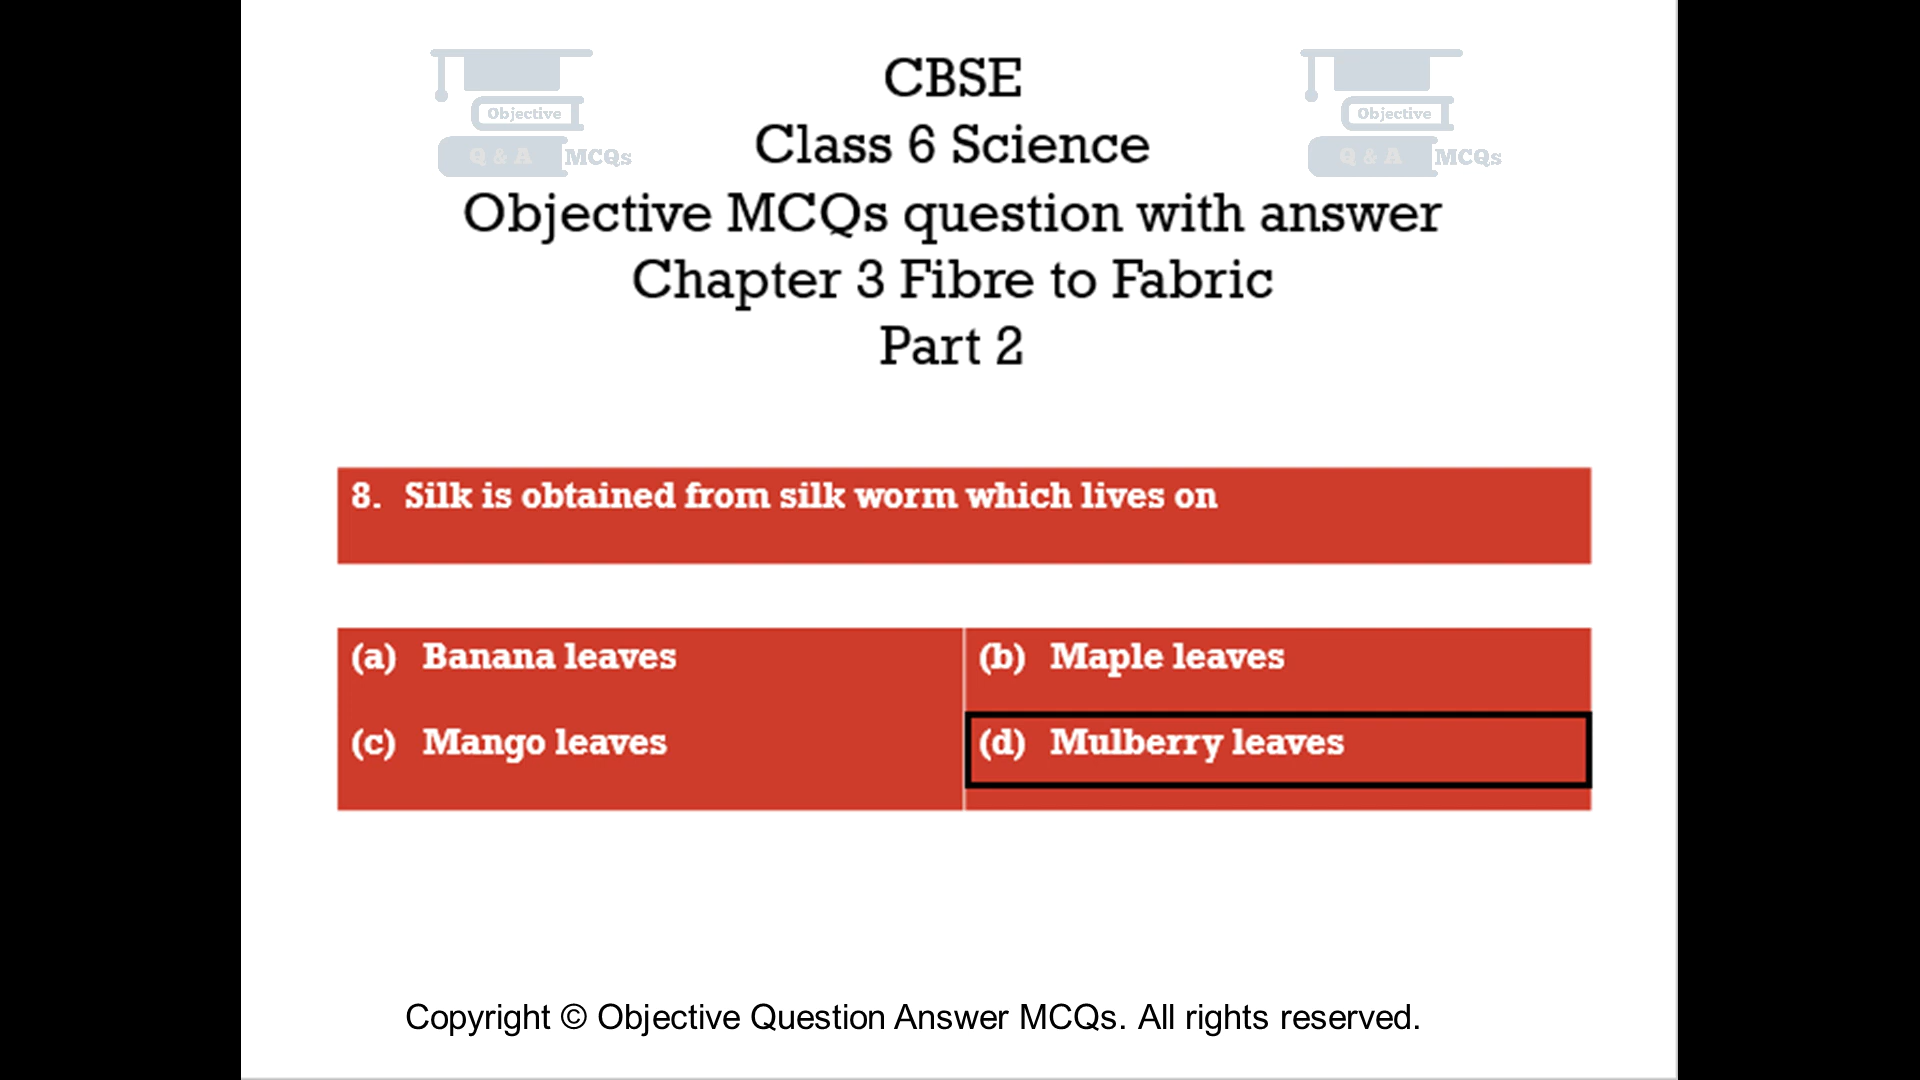 CBSE
Class 6 Science
Objective MCQs question with answer
Chapter 3 Fibre to Fabric
Part 2
Objective
Q & A MCQs
Objective
Q & A MCQs
8. Silk is obtained from silk worm which lives on
(a) Banana leaves
(b) Maple leaves
(c) Mango leaves
(d) Mulberry leaves
Copyright © Objective Question Answer MCQs. All rights reserved.